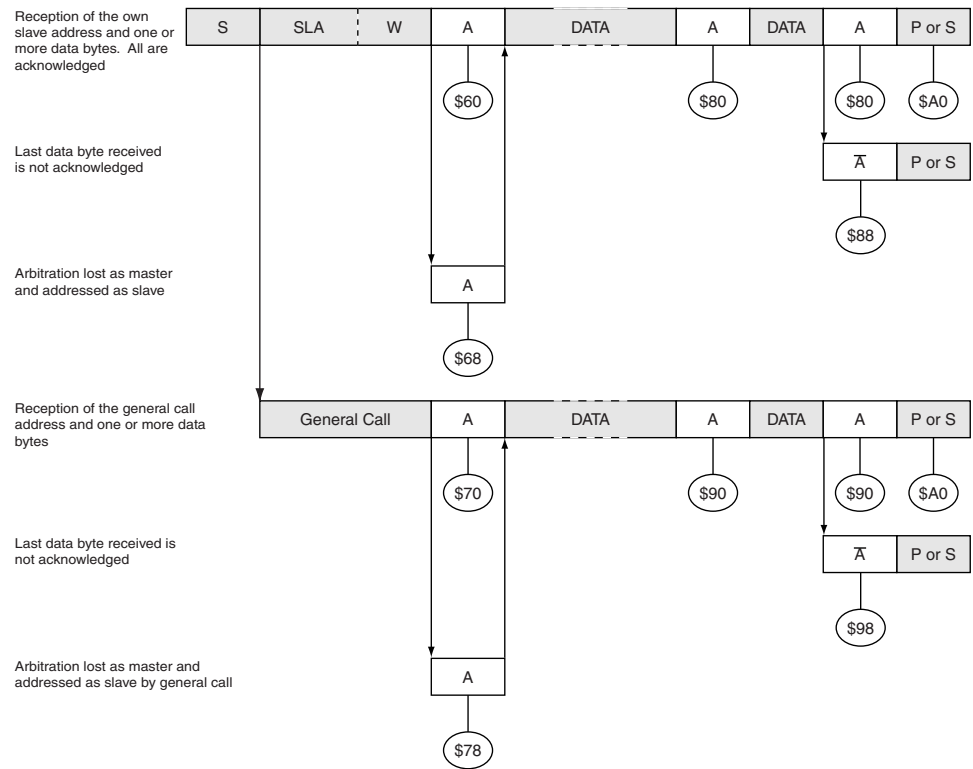 Reception of the own
slave address and one or
more data bytes. All are
acknowledged
S SLA W A DATA A DATA A P or S
$60 $80 $80 $A0
Last data byte received
is not acknowledged
A̅ P or S
$88
Arbitration lost as master
and addressed as slave
A
$68
Reception of the general call
address and one or more data
bytes
General Call A DATA A DATA A P or S
$70 $90 $90 $A0
Last data byte received is
not acknowledged
A̅ P or S
$98
Arbitration lost as master and
addressed as slave by general call
A
$78